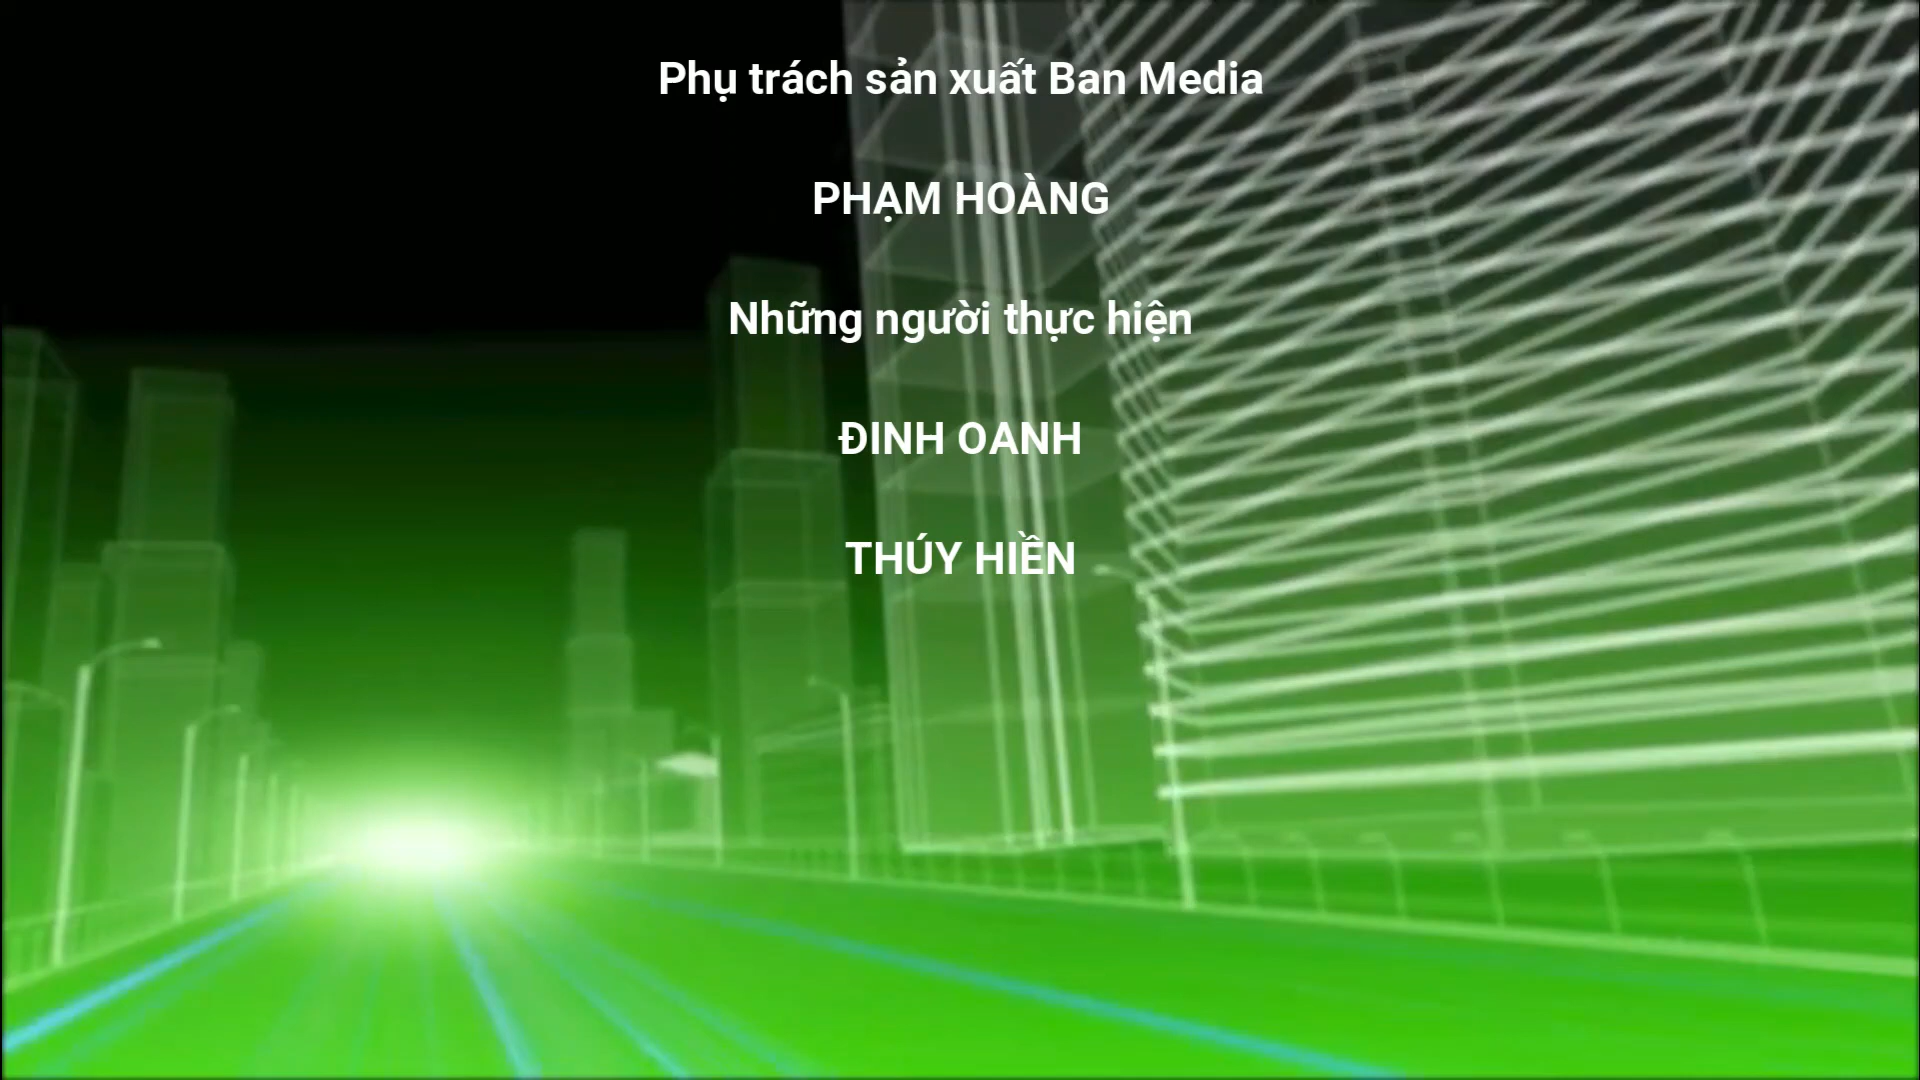 Phụ trách sản xuất Ban Media
PHẠM HOÀNG
Những người thực hiện
ĐINH OANH
THÚY HIỀN